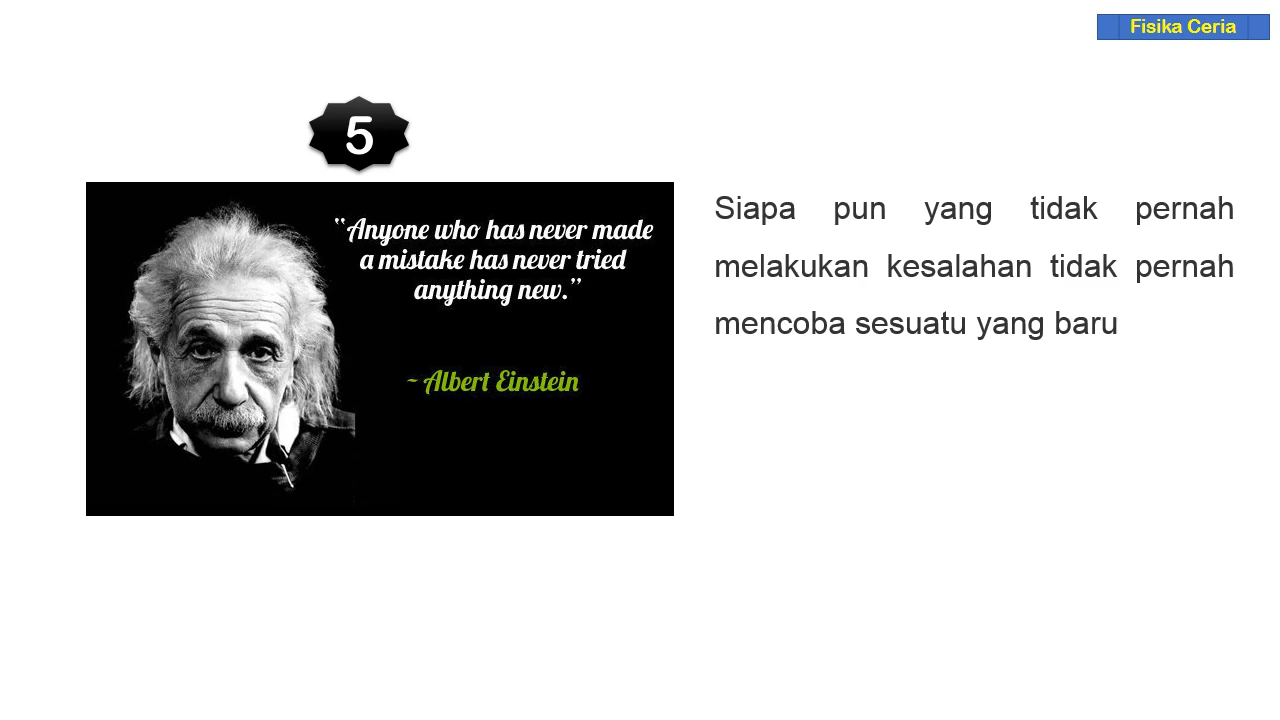 Fisika Ceria
5
“Anyone who has never made
a mistake has never tried
anything new.”
~ Albert Einstein
Siapa pun yang tidak pernah
melakukan kesalahan tidak pernah
mencoba sesuatu yang baru